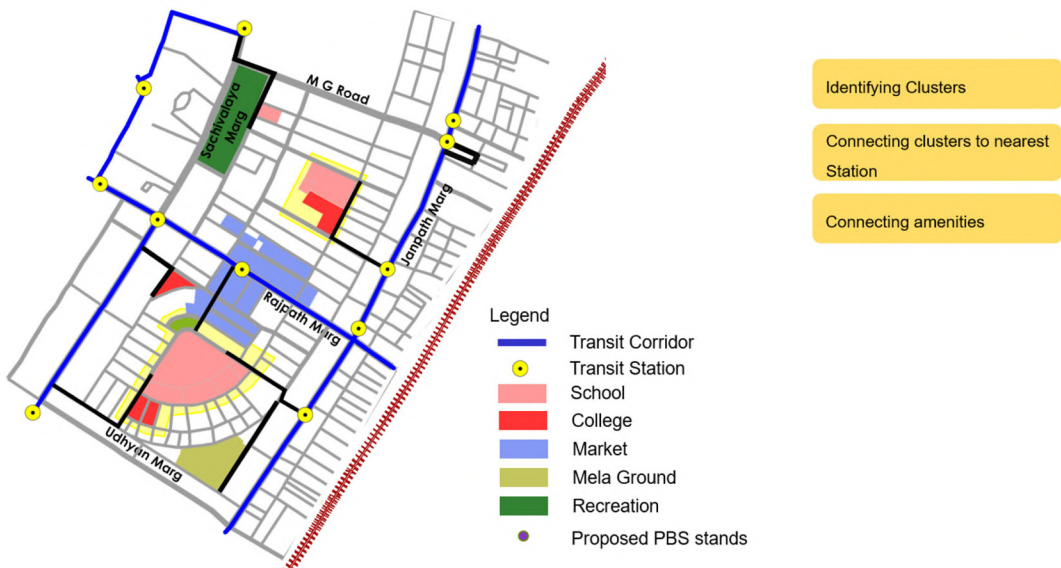 M G Road
Sachivalaya
Marg
Janpath Marg
Rajpath Marg
Udhyan Marg
Legend
Transit Corridor
Transit Station
School
College
Market
Mela Ground
Recreation
Proposed PBS stands
Identifying Clusters
Connecting clusters to nearest
Station
Connecting amenities